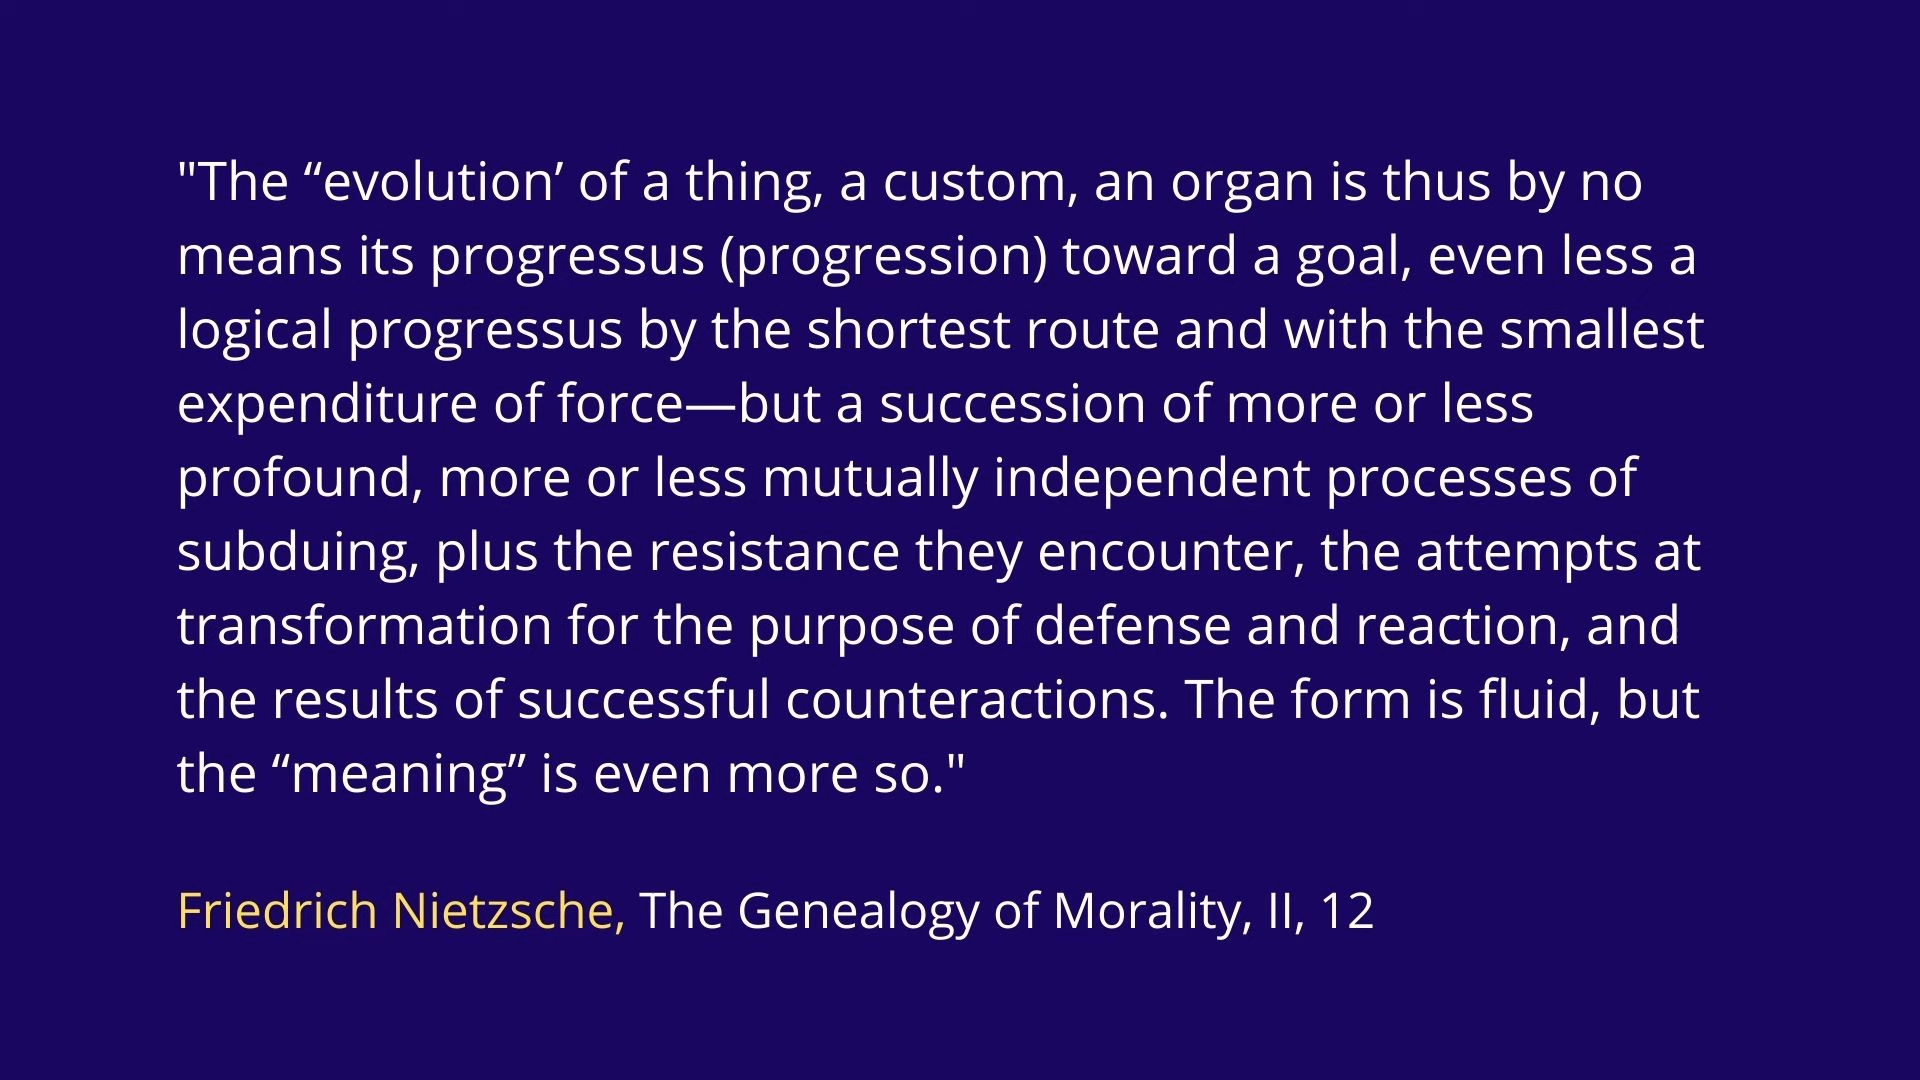 "The “evolution’ of a thing, a custom, an organ is thus by no
means its progressus (progression) toward a goal, even less a
logical progressus by the shortest route and with the smallest
expenditure of force—but a succession of more or less
profound, more or less mutually independent processes of
subduing, plus the resistance they encounter, the attempts at
transformation for the purpose of defense and reaction, and
the results of successful counteractions. The form is fluid, but
the “meaning” is even more so."
Friedrich Nietzsche, The Genealogy of Morality, II, 12